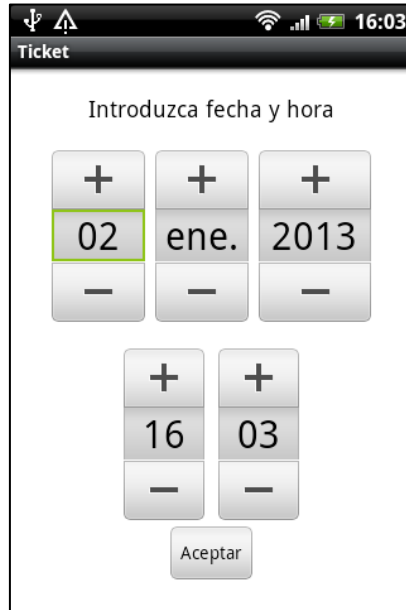 16:03
Ticket
Introduzca fecha y hora
+ + +
02 ene. 2013
− − −
+ +
16 03
− −
Aceptar